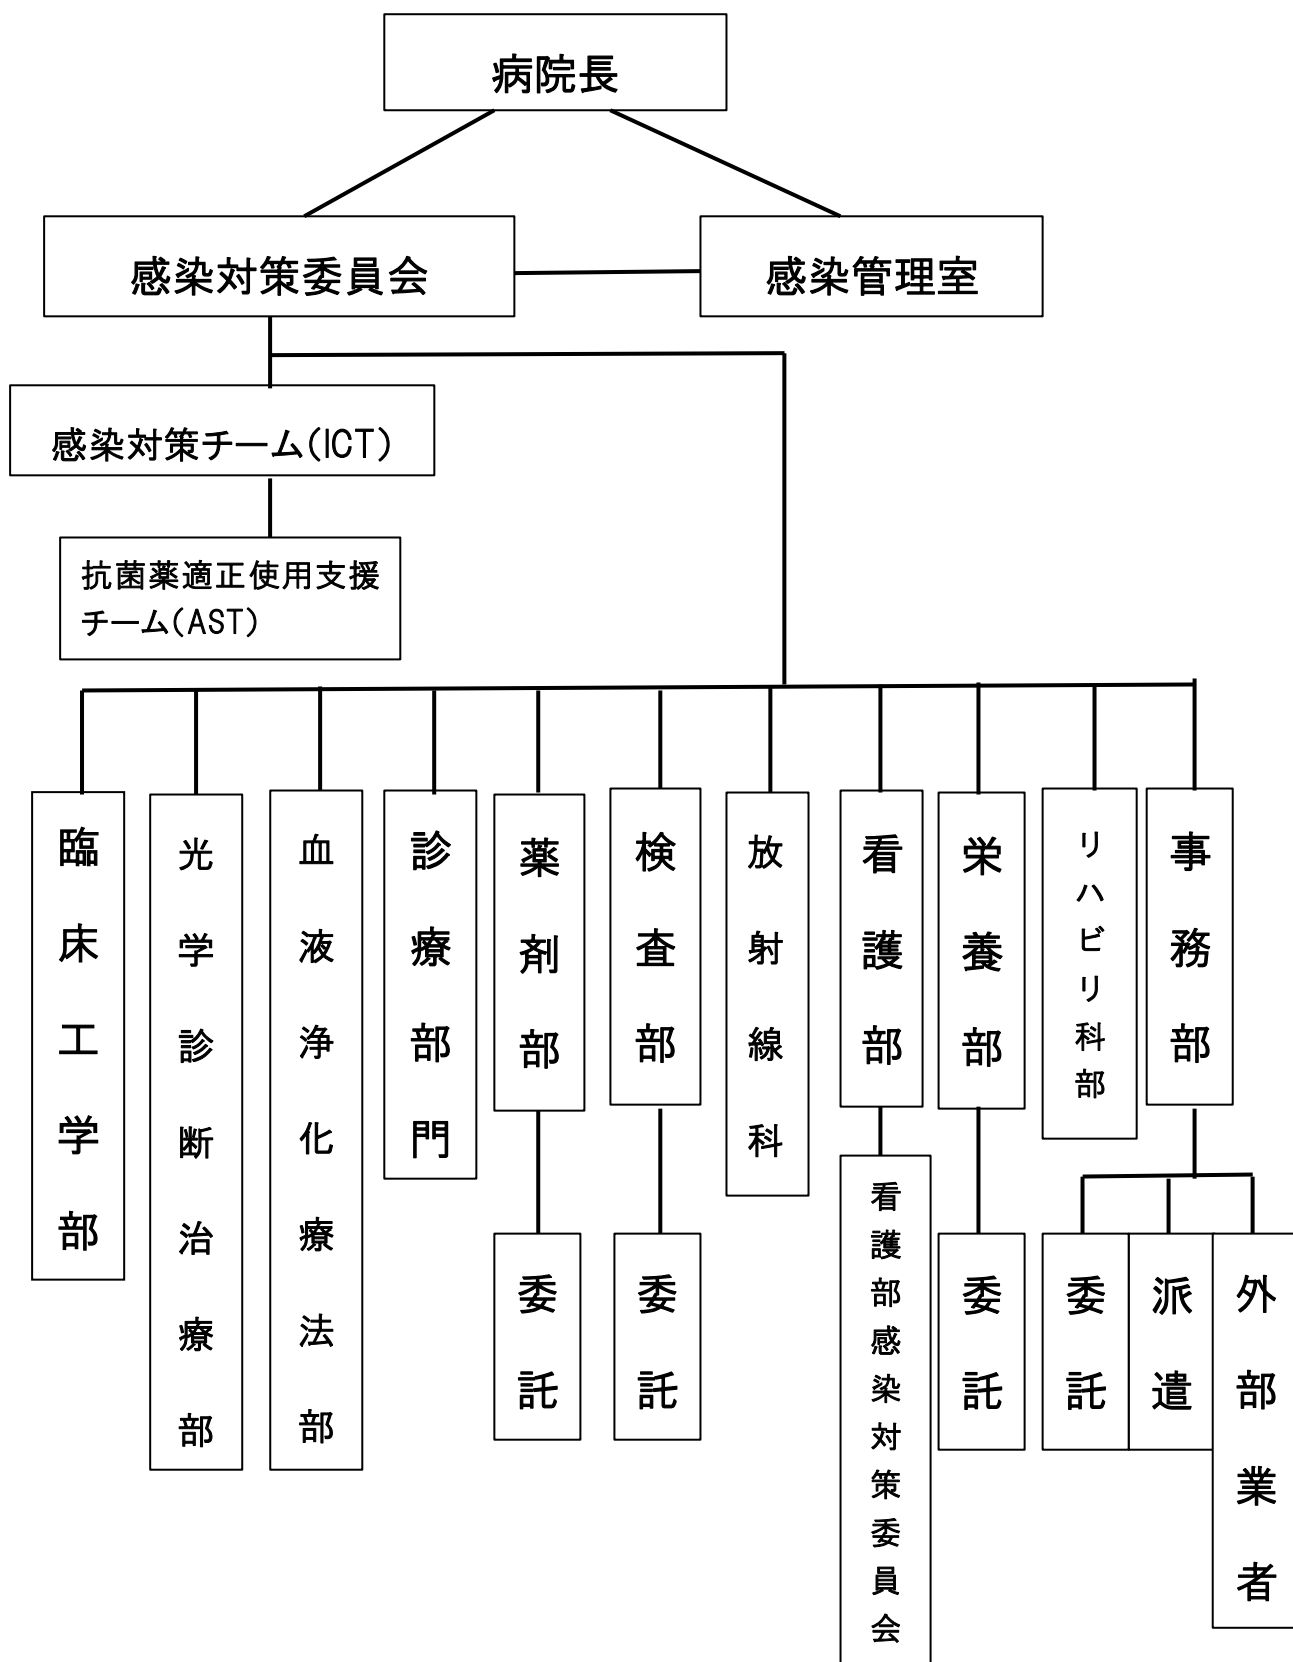 病院長
感染対策委員会
感染管理室
感染対策チーム(ICT)
抗菌薬適正使用支援
チーム(AST)
臨床工学部
光学診断治療部
血液浄化療法部
診療部門
薬剤部
検査部
放射線科
看護部
栄養部
リハビリ科部
事務部
委託
委託
看護部感染対策委員会
委託
委託
派遣
外部業者